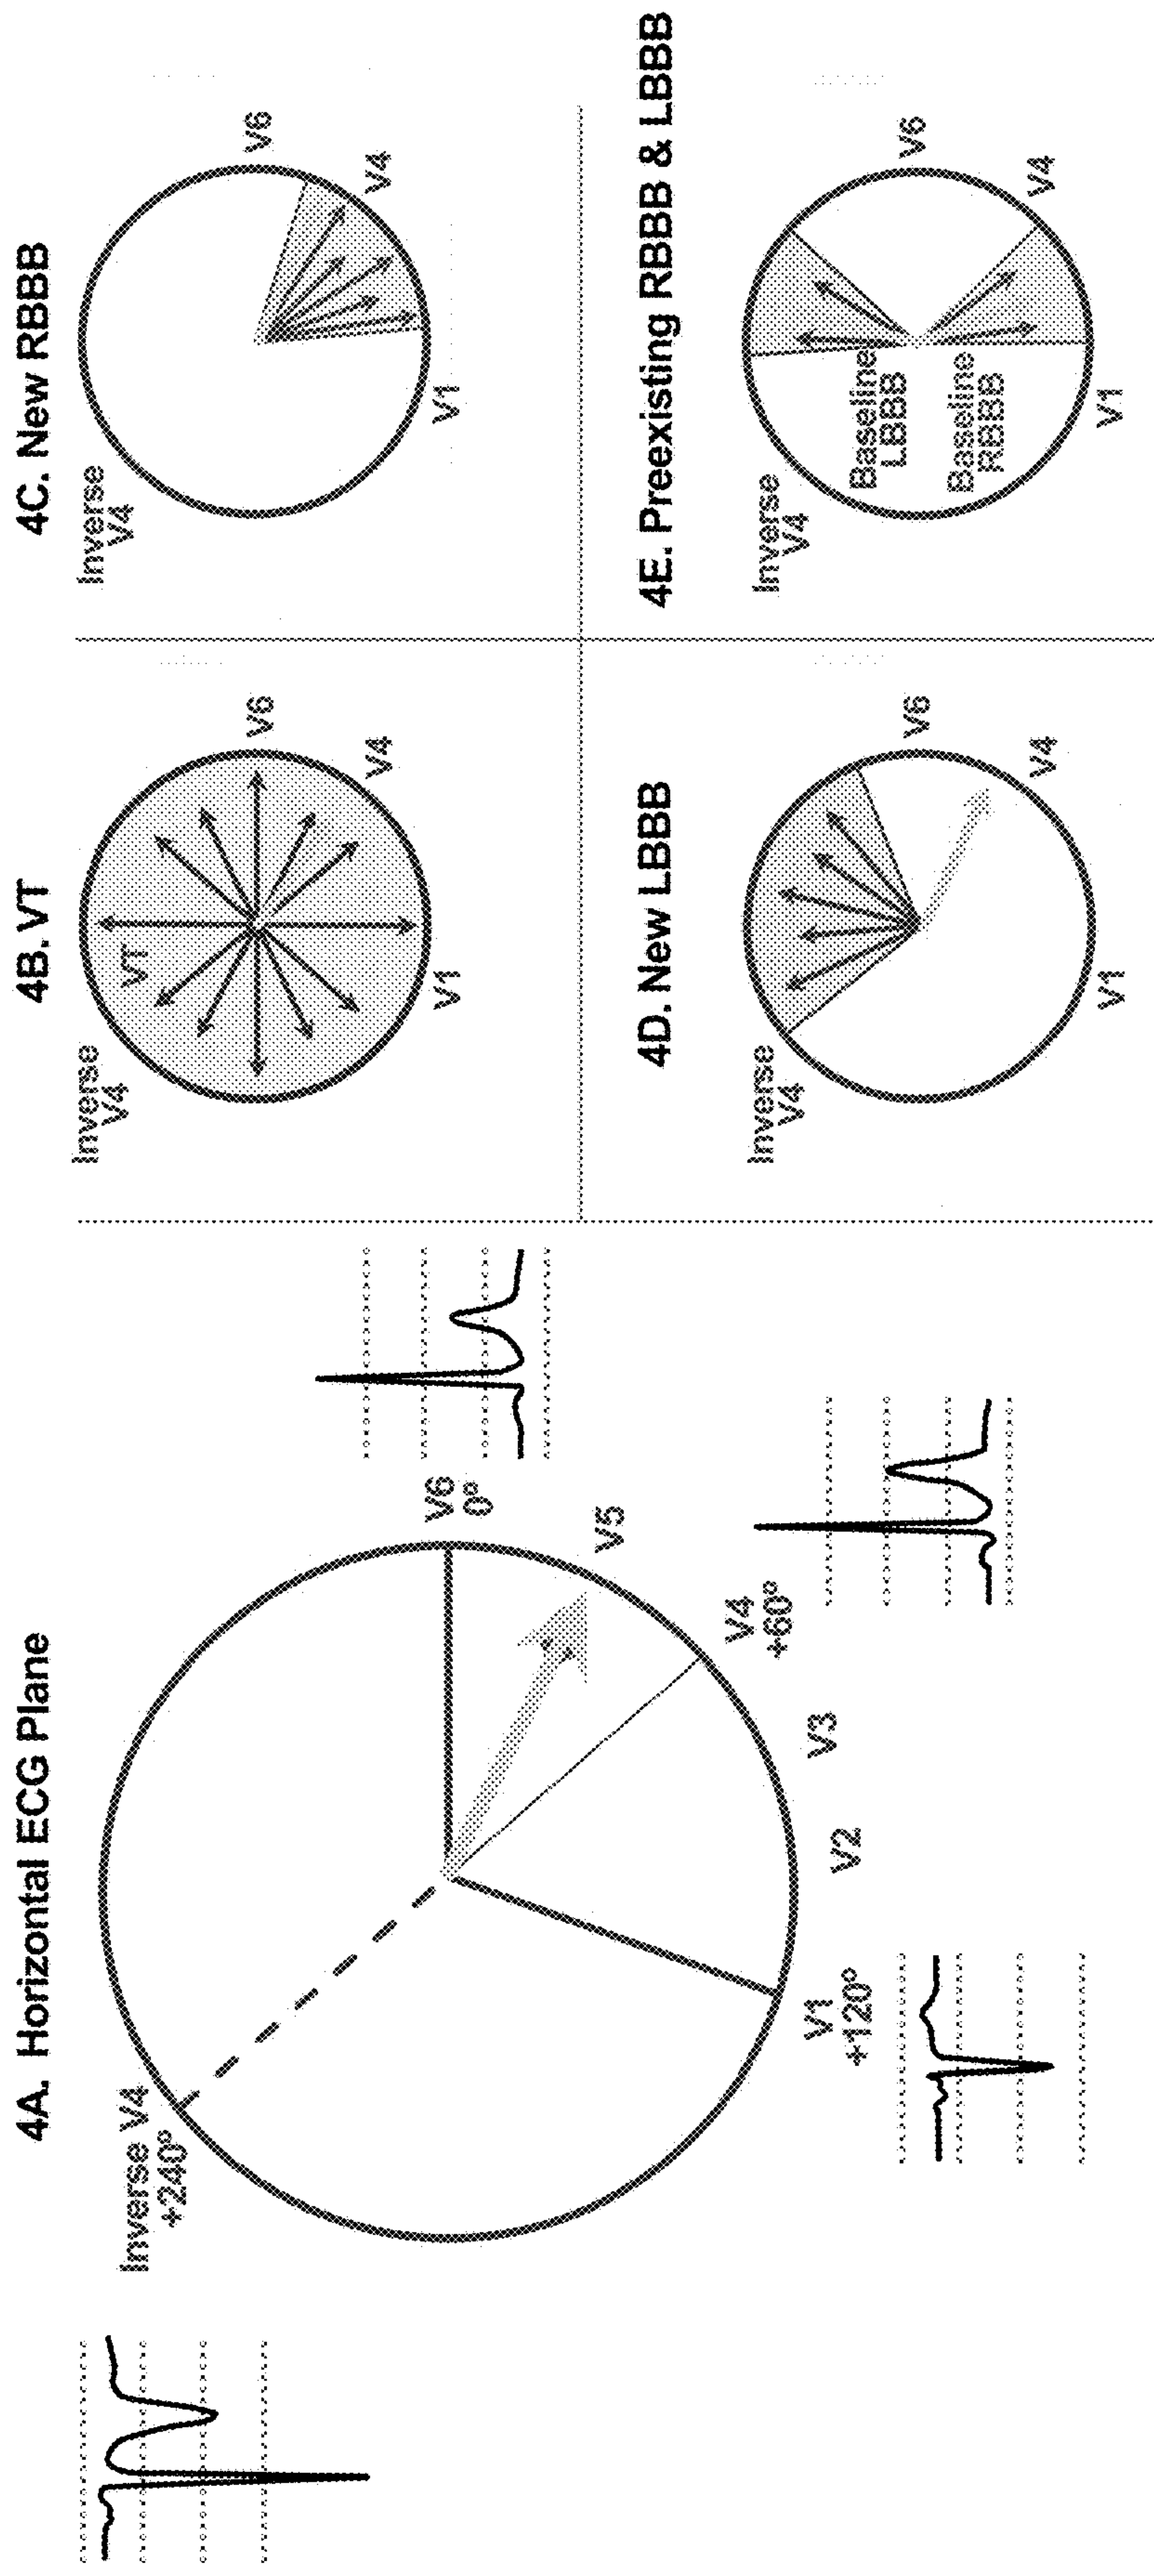 4A. Horizontal ECG Plane
Inverse V4
+240°
V6
0°
V5
V4
+60°
V3
V2
V1
+120°
4B. VT
Inverse
V4
VT
V6
V4
V1
4C. New RBBB
Inverse
V4
V6
V4
V1
4D. New LBBB
Inverse
V4
V6
V4
V1
4E. Preexisting RBBB & LBBB
Inverse
V4
Baseline
LBBB
Baseline
RBBB
V6
V4
V1